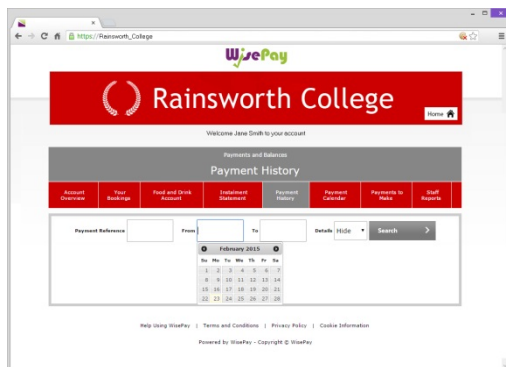 https://Rainsworth_College
WisePay
Rainsworth College
Home
Welcome Jane Smith to your account
Payments and Balances
Payment History
Account Overview
Your Bookings
Food and Drink Account
Instalment Statement
Payment History
Payment Calendar
Payments to Make
Staff Reports
Payment Reference From To Details Hide Search
February 2015
Su Mo Tu We Th Fr Sa
1 2 3 4 5 6 7
8 9 10 11 12 13 14
15 16 17 18 19 20 21
22 23 24 25 26 27 28
Help Using WisePay | Terms and Conditions | Privacy Policy | Cookie Information
Powered by WisePay - Copyright © WisePay